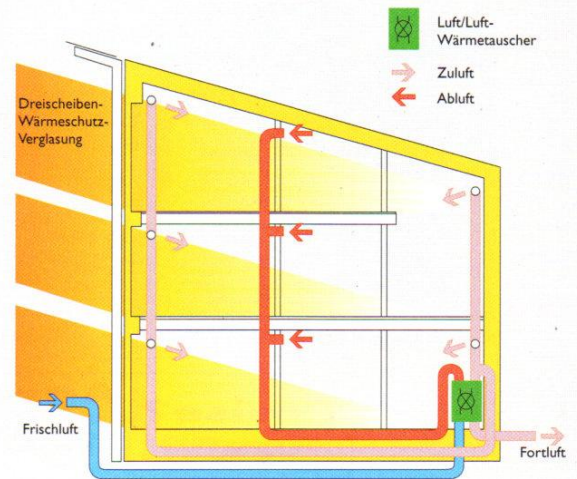 Luft/Luft-
Wärmetauscher
Zuluft
Abluft
Dreischeiben-
Wärmeschutz-
Verglasung
Frischluft
Fortluft